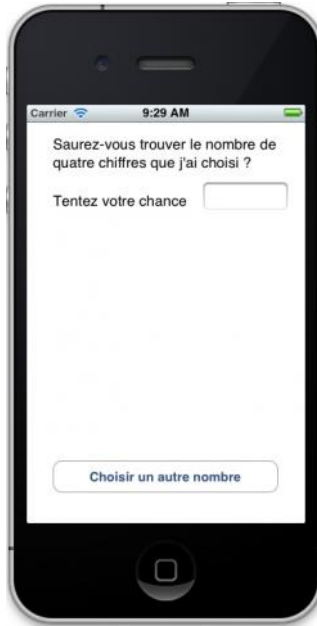 Carrier 9:29 AM
Saurez-vous trouver le nombre de
quatre chiffres que j'ai choisi ?
Tentez votre chance
Choisir un autre nombre